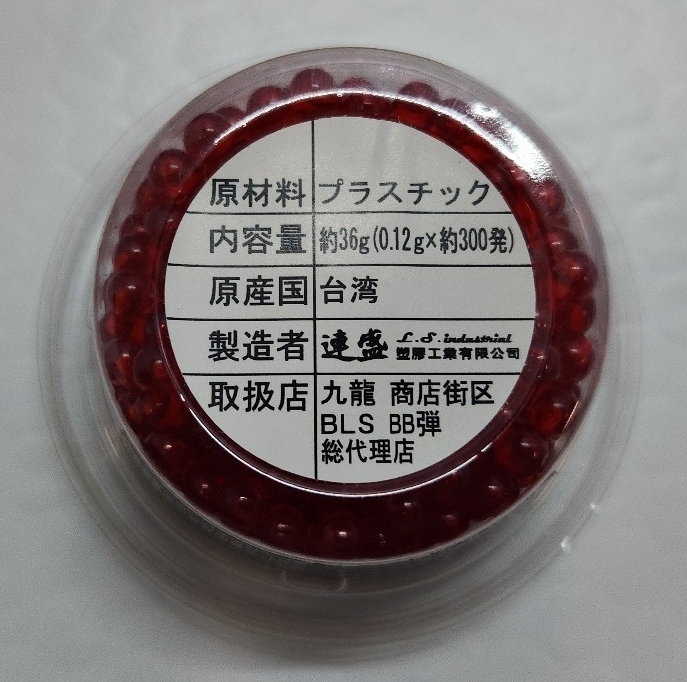 原材料 プラスチック
内容量 約36g(0.12g×約300発)
原産国 台湾
製造者 連盛 L.S.industrial
塑膠工業有限公司
取扱店 九龍 商店街区
BLS BB弾
総代理店